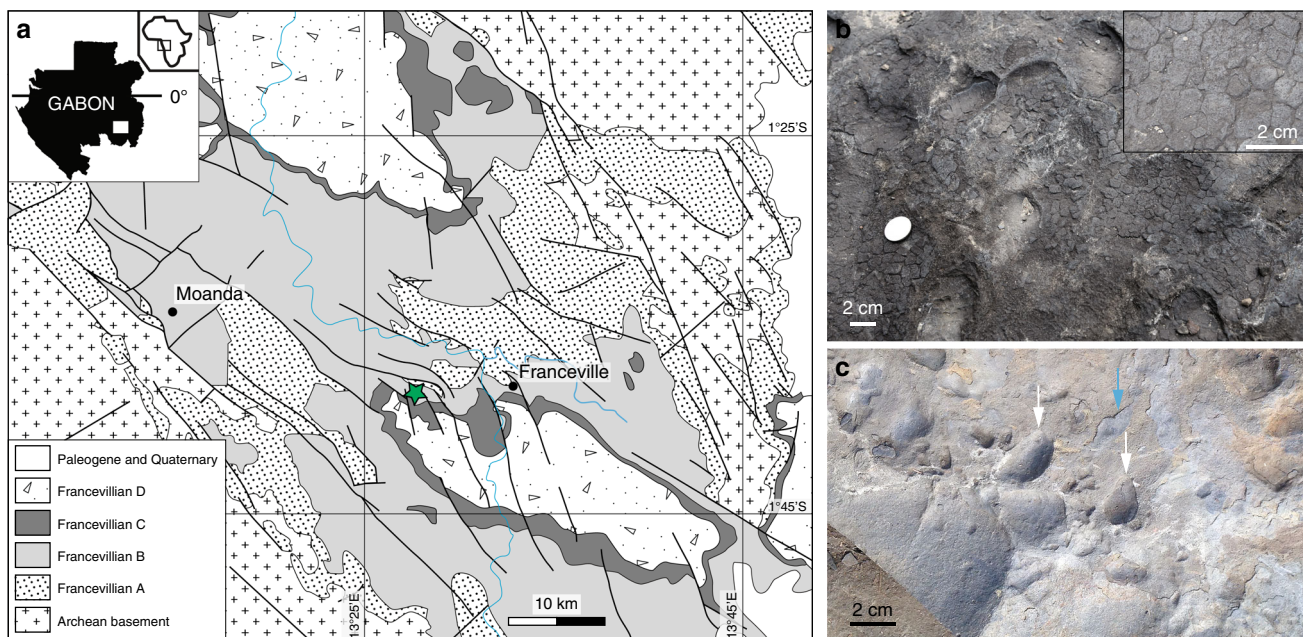 a
GABON
0°
1°25'S
Moanda
Franceville
1°45'S
13°25'E
13°45'E
10 km
Paleogene and Quaternary
Francevillian D
Francevillian C
Francevillian B
Francevillian A
Archean basement
b
2 cm
2 cm
c
2 cm